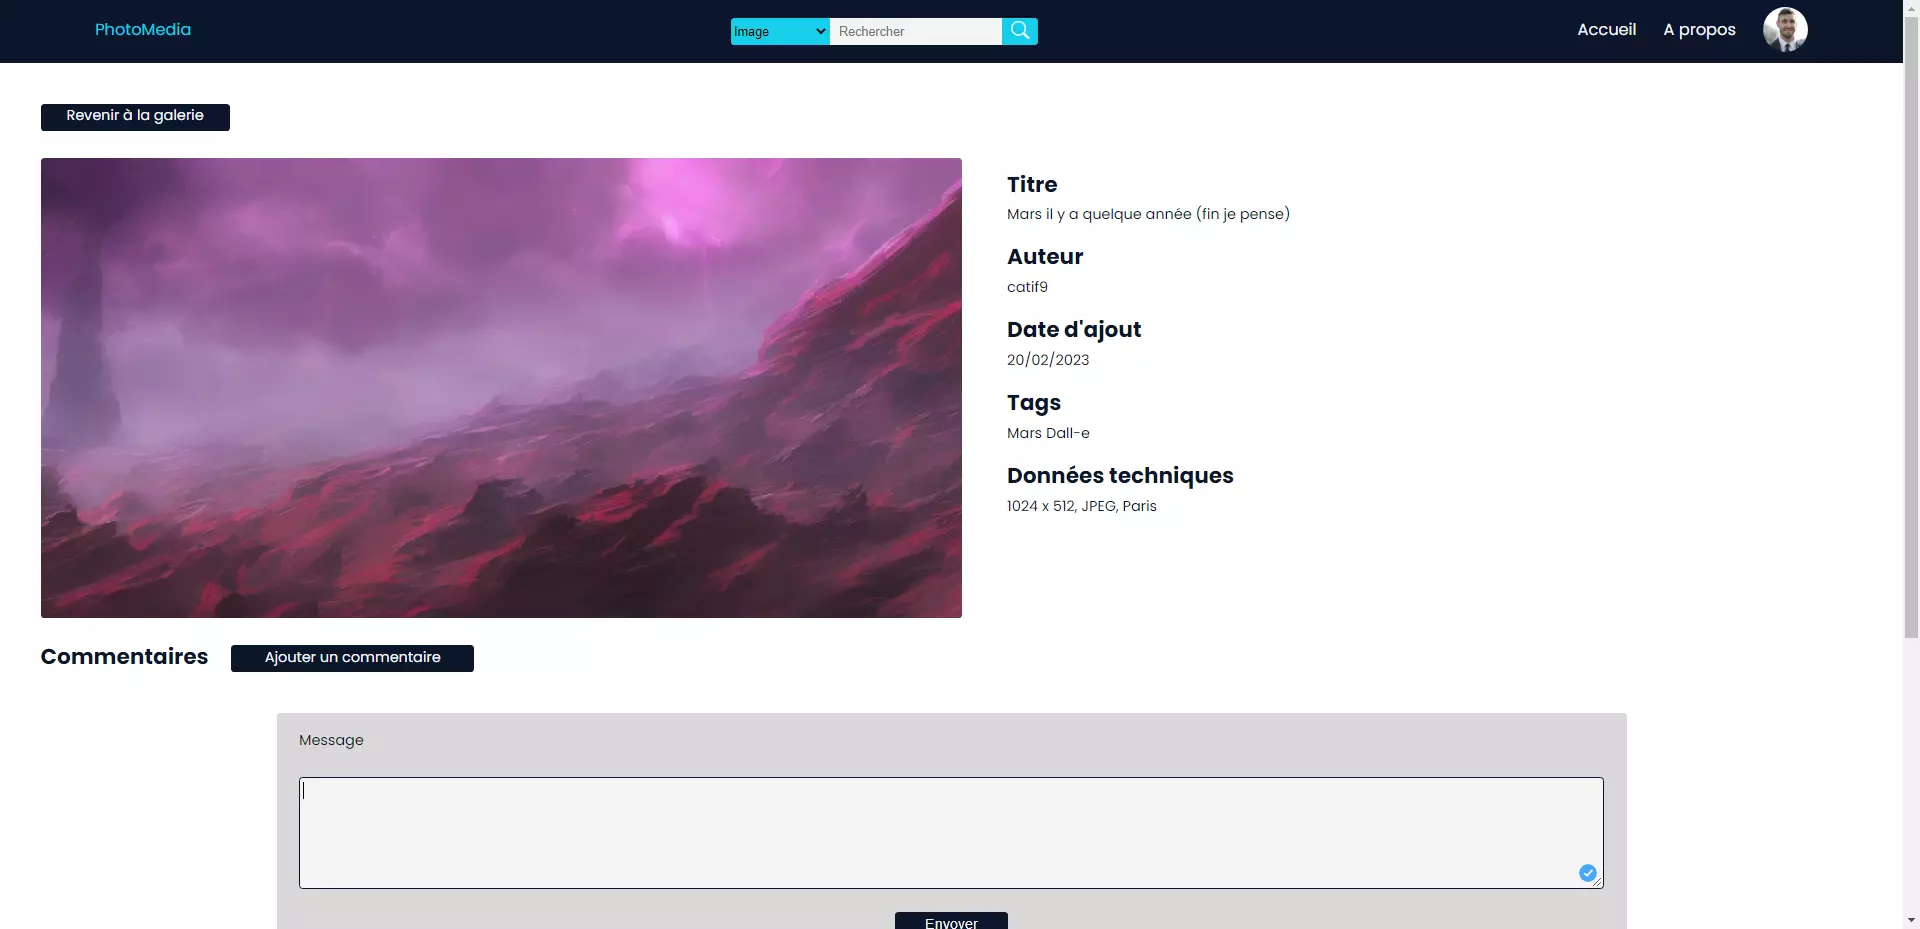 PhotoMedia
Image
Rechercher
Accueil
A propos
Revenir à la galerie
Titre
Mars il y a quelque année (fin je pense)
Auteur
catif9
Date d'ajout
20/02/2023
Tags
Mars Dall-e
Données techniques
1024 x 512, JPEG, Paris
Commentaires
Ajouter un commentaire
Message
Envoyer